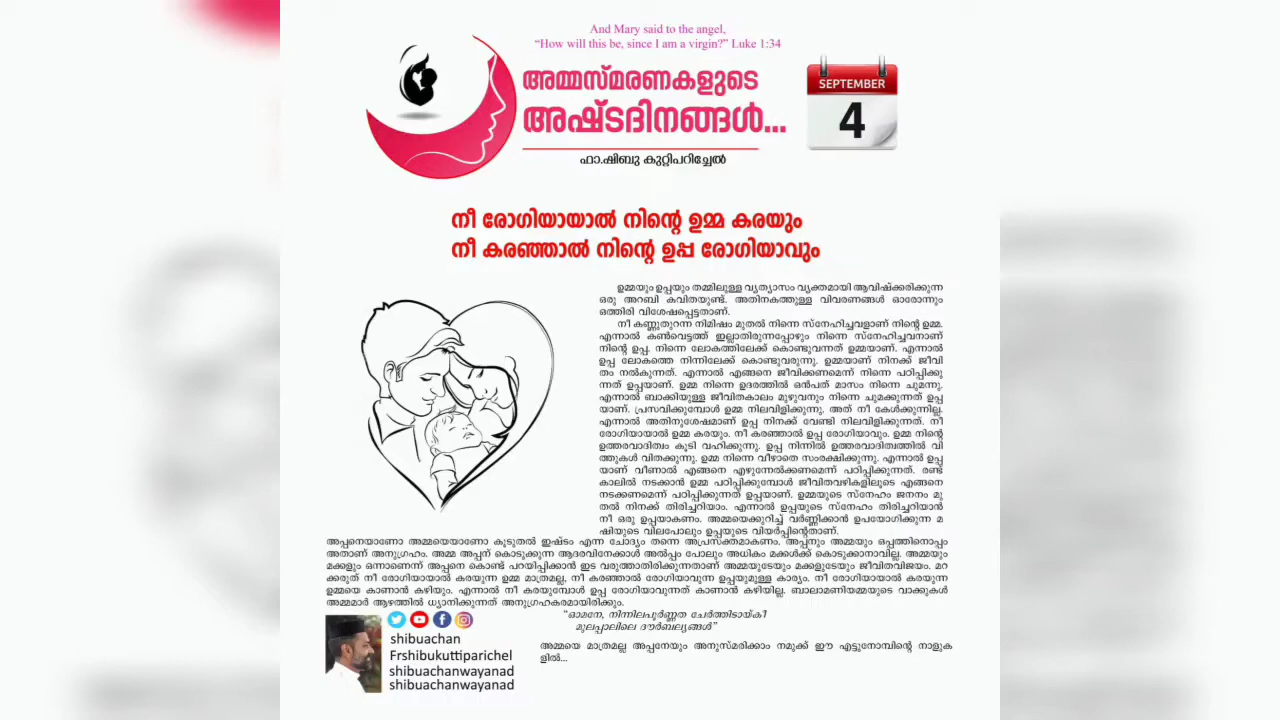 And Mary said to the angel,
“How will this be, since I am a virgin?” Luke 1:34
അമ്മസ്മരണകളുടെ
അഷ്ടദിനങ്ങൾ...
ഫാ.ഷിബു കുറ്റിപറിച്ചേൽ
SEPTEMBER
4
നീ രോഗിയായാൽ നിന്റെ ഉമ്മ കരയും
നീ കരഞ്ഞാൽ നിന്റെ ഉപ്പ രോഗിയാവും
ഉമ്മയും ഉപ്പയും തമ്മിലുള്ള വ്യത്യാസം വ്യക്തമായി ആവിഷ്ക്കരിക്കുന്ന
ഒരു അറബി കവിതയുണ്ട്. അതിനകത്തുള്ള വിവരണങ്ങൾ ഓരോന്നും
ഒത്തിരി വിശേഷപ്പെട്ടതാണ്.
നീ കണ്ണുതുറന്ന നിമിഷം മുതൽ നിന്നെ സ്നേഹിച്ചവളാണ് നിന്റെ ഉമ്മ.
എന്നാൽ കൺവെട്ടത്ത് ഇല്ലാതിരുന്നപ്പോഴും നിന്നെ സ്നേഹിച്ചവനാണ്
നിന്റെ ഉപ്പ. നിന്നെ ലോകത്തിലേക്ക് കൊണ്ടുവന്നത് ഉമ്മയാണ്. എന്നാൽ
ഉപ്പ ലോകത്തെ നിന്നിലേക്ക് കൊണ്ടുവരുന്നു. ഉമ്മയാണ് നിനക്ക് ജീവി
തം നൽകുന്നത്. എന്നാൽ എങ്ങനെ ജീവിക്കണമെന്ന് നിന്നെ പഠിപ്പിക്കു
ന്നത് ഉപ്പയാണ്. ഉമ്മ നിന്നെ ഉദരത്തിൽ ഒൻപത് മാസം നിന്നെ ചുമന്നു.
എന്നാൽ ബാക്കിയുള്ള ജീവിതകാലം മുഴുവനും നിന്നെ ചുമക്കുന്നത് ഉപ്പ
യാണ്. പ്രസവിക്കുമ്പോൾ ഉമ്മ നിലവിളിക്കുന്നു, അത് നീ കേൾക്കുന്നില്ല.
എന്നാൽ അതിനുശേഷമാണ് ഉപ്പ നിനക്ക് വേണ്ടി നിലവിളിക്കുന്നത്. നീ
രോഗിയായാൽ ഉമ്മ കരയും. നീ കരഞ്ഞാൽ ഉപ്പ രോഗിയാവും. ഉമ്മ നിന്റെ
ഉത്തരവാദിത്വം കൂടി വഹിക്കുന്നു. ഉപ്പ നിന്നിൽ ഉത്തരവാദിത്വത്തിൽ വി
ത്തുകൾ വിതക്കുന്നു. ഉമ്മ നിന്നെ വീഴാതെ സംരക്ഷിക്കുന്നു. എന്നാൽ ഉപ്പ
യാണ് വീണാൽ എങ്ങനെ എഴുന്നേൽക്കണമെന്ന് പഠിപ്പിക്കുന്നത്. രണ്ട്
കാലിൽ നടക്കാൻ ഉമ്മ പഠിപ്പിക്കുമ്പോൾ ജീവിതവഴികളിലൂടെ എങ്ങനെ
നടക്കണമെന്ന് പഠിപ്പിക്കുന്നത് ഉപ്പയാണ്. ഉമ്മയുടെ സ്നേഹം ജനനം മു
തൽ നിനക്ക് തിരിച്ചറിയാം. എന്നാൽ ഉപ്പയുടെ സ്നേഹം തിരിച്ചറിയാൻ
നീ ഒരു ഉപ്പയാകണം. അമ്മയെക്കുറിച്ച് വർണ്ണിക്കാൻ ഉപയോഗിക്കുന്ന മ
ഷിയുടെ വിലപോലും ഉപ്പയുടെ വിയർപ്പിന്റെതാണ്.
അപ്പനെയാണോ അമ്മയെയാണോ കൂടുതൽ ഇഷ്ടം എന്ന ചോദ്യം തന്നെ അപ്രസക്തമാകണം. അപ്പനും അമ്മയും ഒപ്പത്തിനൊപ്പം
അതാണ് അനുഗ്രഹം. അമ്മ അപ്പന് കൊടുക്കുന്ന ആദരവിനേക്കാൾ അൽപ്പം പോലും അധികം മക്കൾക്ക് കൊടുക്കാനാവില്ല. അമ്മയും
മക്കളും ഒന്നാണെന്ന് അപ്പനെ കൊണ്ട് പറയിപ്പിക്കാൻ ഇട വരുത്താതിരിക്കുന്നതാണ് അമ്മയുടേയും മക്കളുടേയും ജീവിതവിജയം. മറ
ക്കരുത് നീ രോഗിയായാൽ കരയുന്ന ഉമ്മ മാത്രമല്ല, നീ കരഞ്ഞാൽ രോഗിയാവുന്ന ഉപ്പയുമുള്ള കാര്യം. നീ രോഗിയായാൽ കരയുന്ന
ഉമ്മയെ കാണാൻ കഴിയും. എന്നാൽ നീ കരയുമ്പോൾ ഉപ്പ രോഗിയാവുന്നത് കാണാൻ കഴിയില്ല. ബാലാമണിയമ്മയുടെ വാക്കുകൾ
അമ്മമാർ ആഴത്തിൽ ധ്യാനിക്കുന്നത് അനുഗ്രഹകരമായിരിക്കും.
“ഓമനേ, നിന്നിലപൂർണ്ണത ചേർത്തിടായ്കീ
മുലപ്പാലിലെ ദൗർബല്യങ്ങൾ”
അമ്മയെ മാത്രമല്ല അപ്പനേയും അനുസ്മരിക്കാം നമുക്ക് ഈ എട്ടുനോമ്പിന്റെ നാളുക
ളിൽ...
shibuachan
Frshibukuttiparichel
shibuachanwayanad
shibuachanwayanad